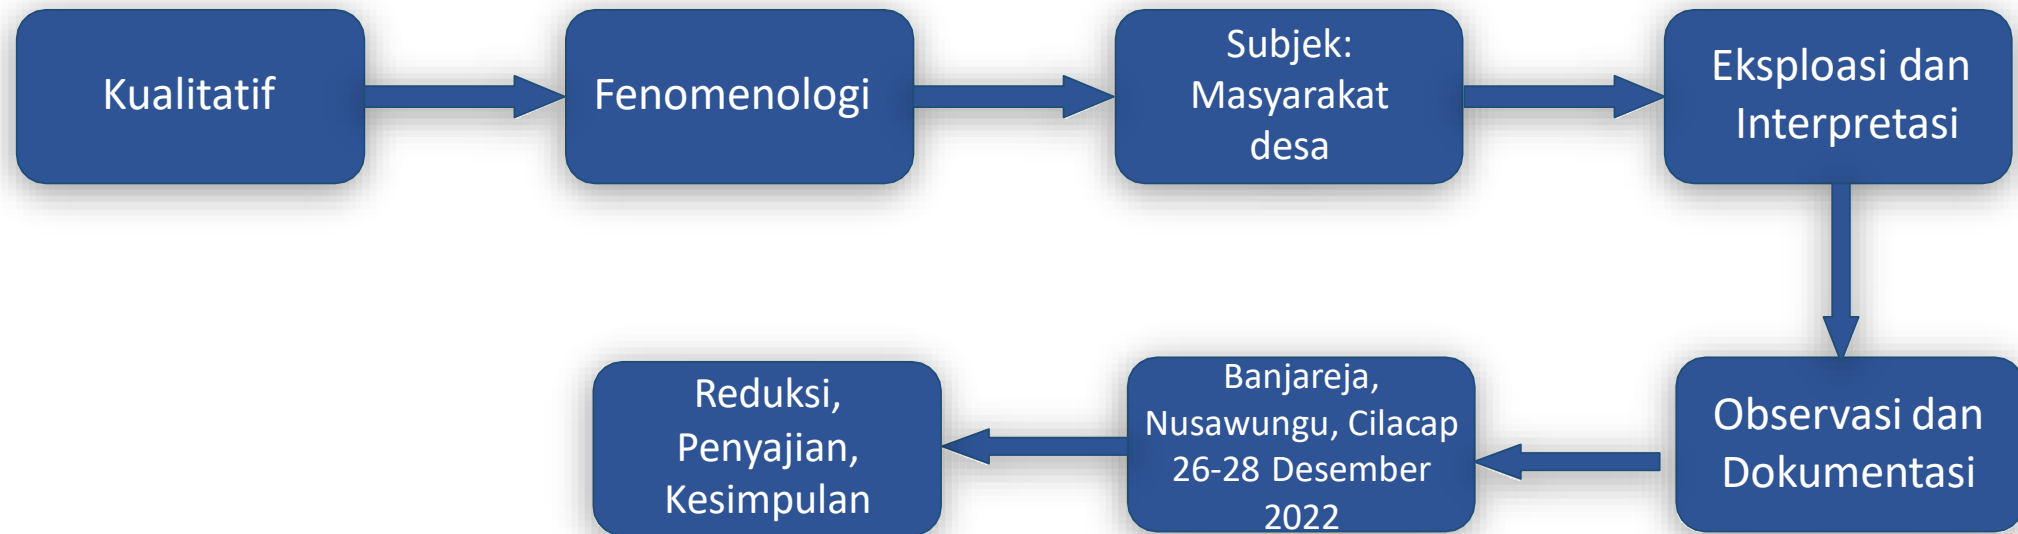 Kualitatif
Fenomenologi
Subjek:
Masyarakat
desa
Eksploasi dan
Interpretasi
Observasi dan
Dokumentasi
Banjareja,
Nusawungu, Cilacap
26-28 Desember
2022
Reduksi,
Penyajian,
Kesimpulan